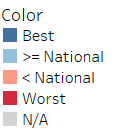 Color
Best
>= National
< National
Worst
N/A